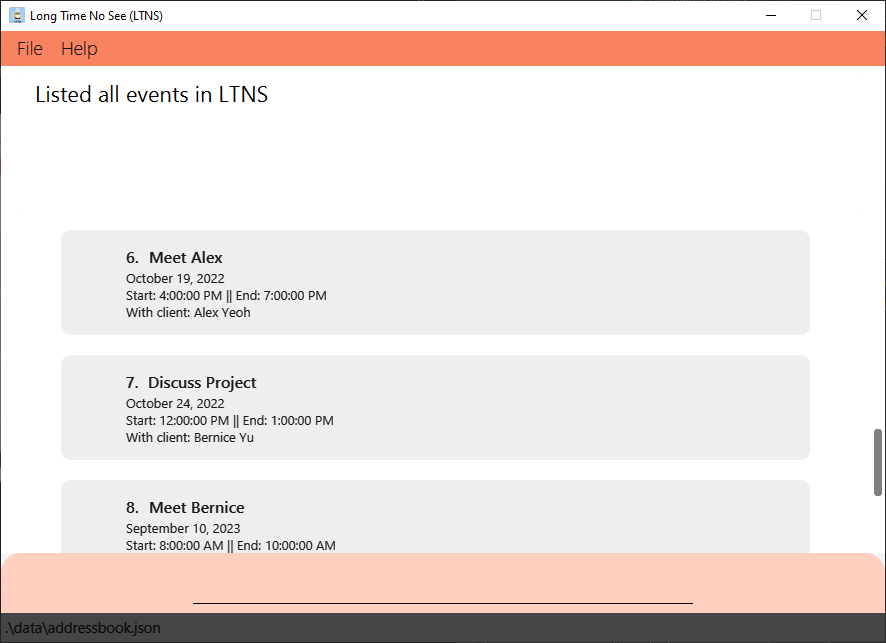 Long Time No See (LTNS)
File Help
Listed all events in LTNS
6. Meet Alex
October 19, 2022
Start: 4:00:00 PM || End: 7:00:00 PM
With client: Alex Yeoh
7. Discuss Project
October 24, 2022
Start: 12:00:00 PM || End: 1:00:00 PM
With client: Bernice Yu
8. Meet Bernice
September 10, 2023
Start: 8:00:00 AM || End: 10:00:00 AM
.\data\addressbook.json